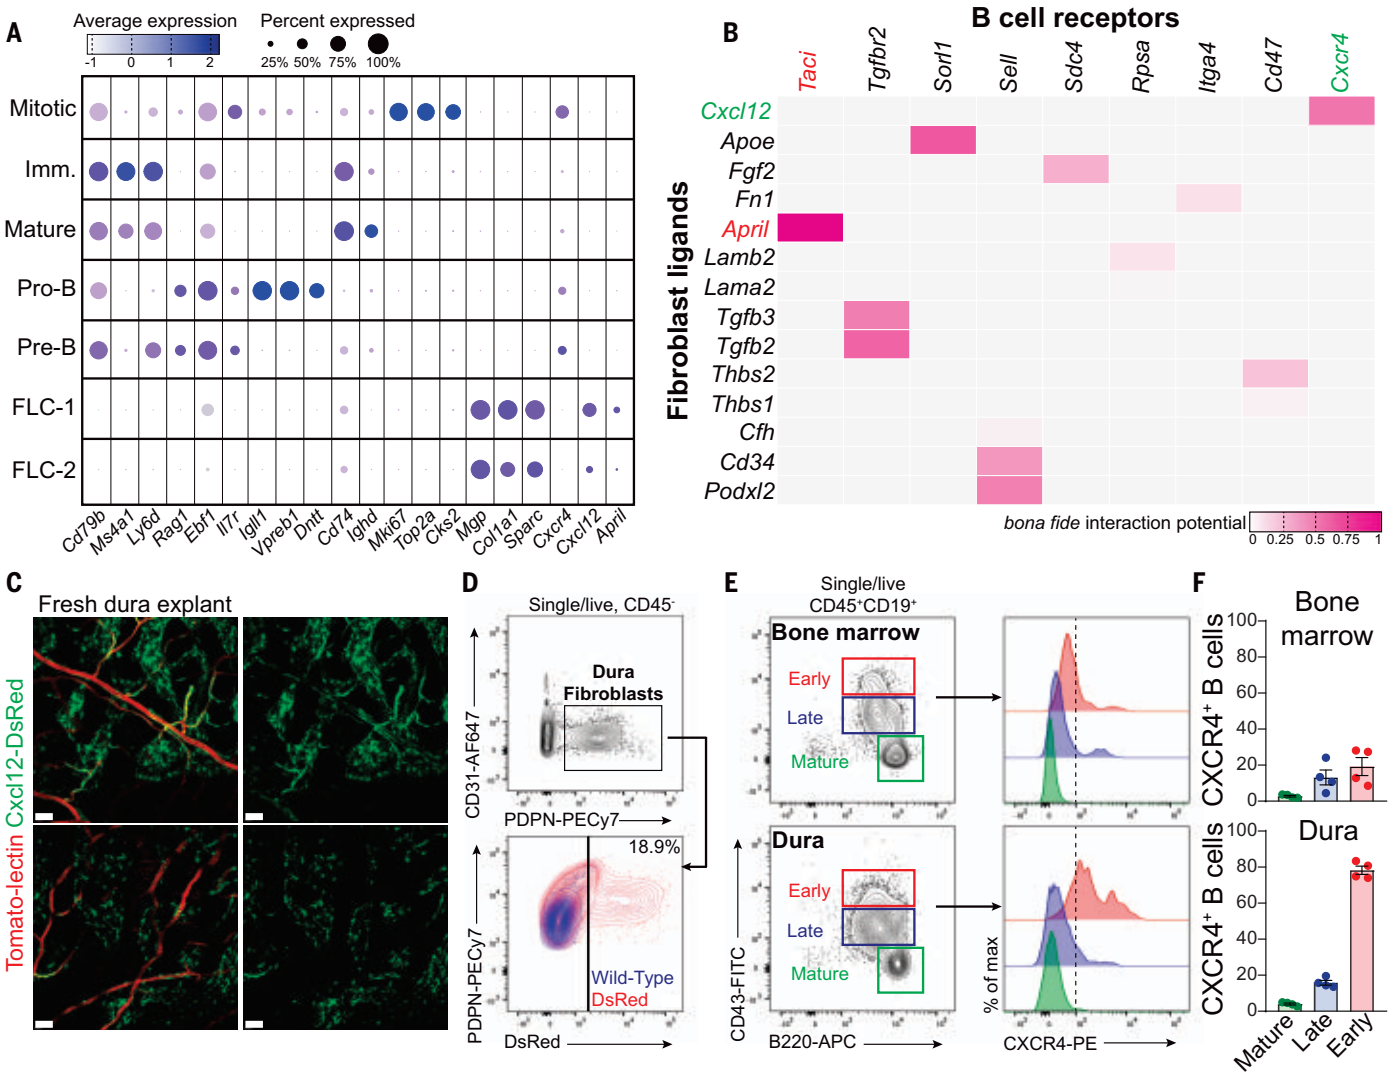 A
Average expression
-1 0 1 2
Percent expressed
25% 50% 75% 100%
Mitotic
Imm.
Mature
Pro-B
Pre-B
FLC-1
FLC-2
Cd79b Ms4a1 Ly6d Rag1 Ebf1 Il7r Igll1 Vpreb1 Dntt Cd74 Ighd Mki67 Top2a Cks2 Mgp Col1a1 Sparc Cxcr4 Cxcl12 April
B
B cell receptors
Taci Tgfbr2 Sorl1 Sell Sdc4 Rpsa Itga4 Cd47 Cxcr4
Fibroblast ligands
Cxcl12
Apoe
Fgf2
Fn1
April
Lamb2
Lama2
Tgfb3
Tgfb2
Thbs2
Thbs1
Cfh
Cd34
Podxl2
bona fide interaction potential
0 0.25 0.5 0.75 1
C
Fresh dura explant
Tomato-lectin Cxcl12-DsRed
D
Single/live, CD45-
Dura
Fibroblasts
CD31-AF647
PDPN-PECy7
18.9%
Wild-Type
DsRed
PDPN-PECy7
DsRed
E
Single/live
CD45+CD19+
Bone marrow
Early
Late
Mature
Dura
Early
Late
Mature
CD43-FITC
B220-APC
% of max
CXCR4-PE
F
Bone
marrow
CXCR4+ B cells
100
80
60
40
20
0
Dura
CXCR4+ B cells
100
80
60
40
20
0
Mature Late Early